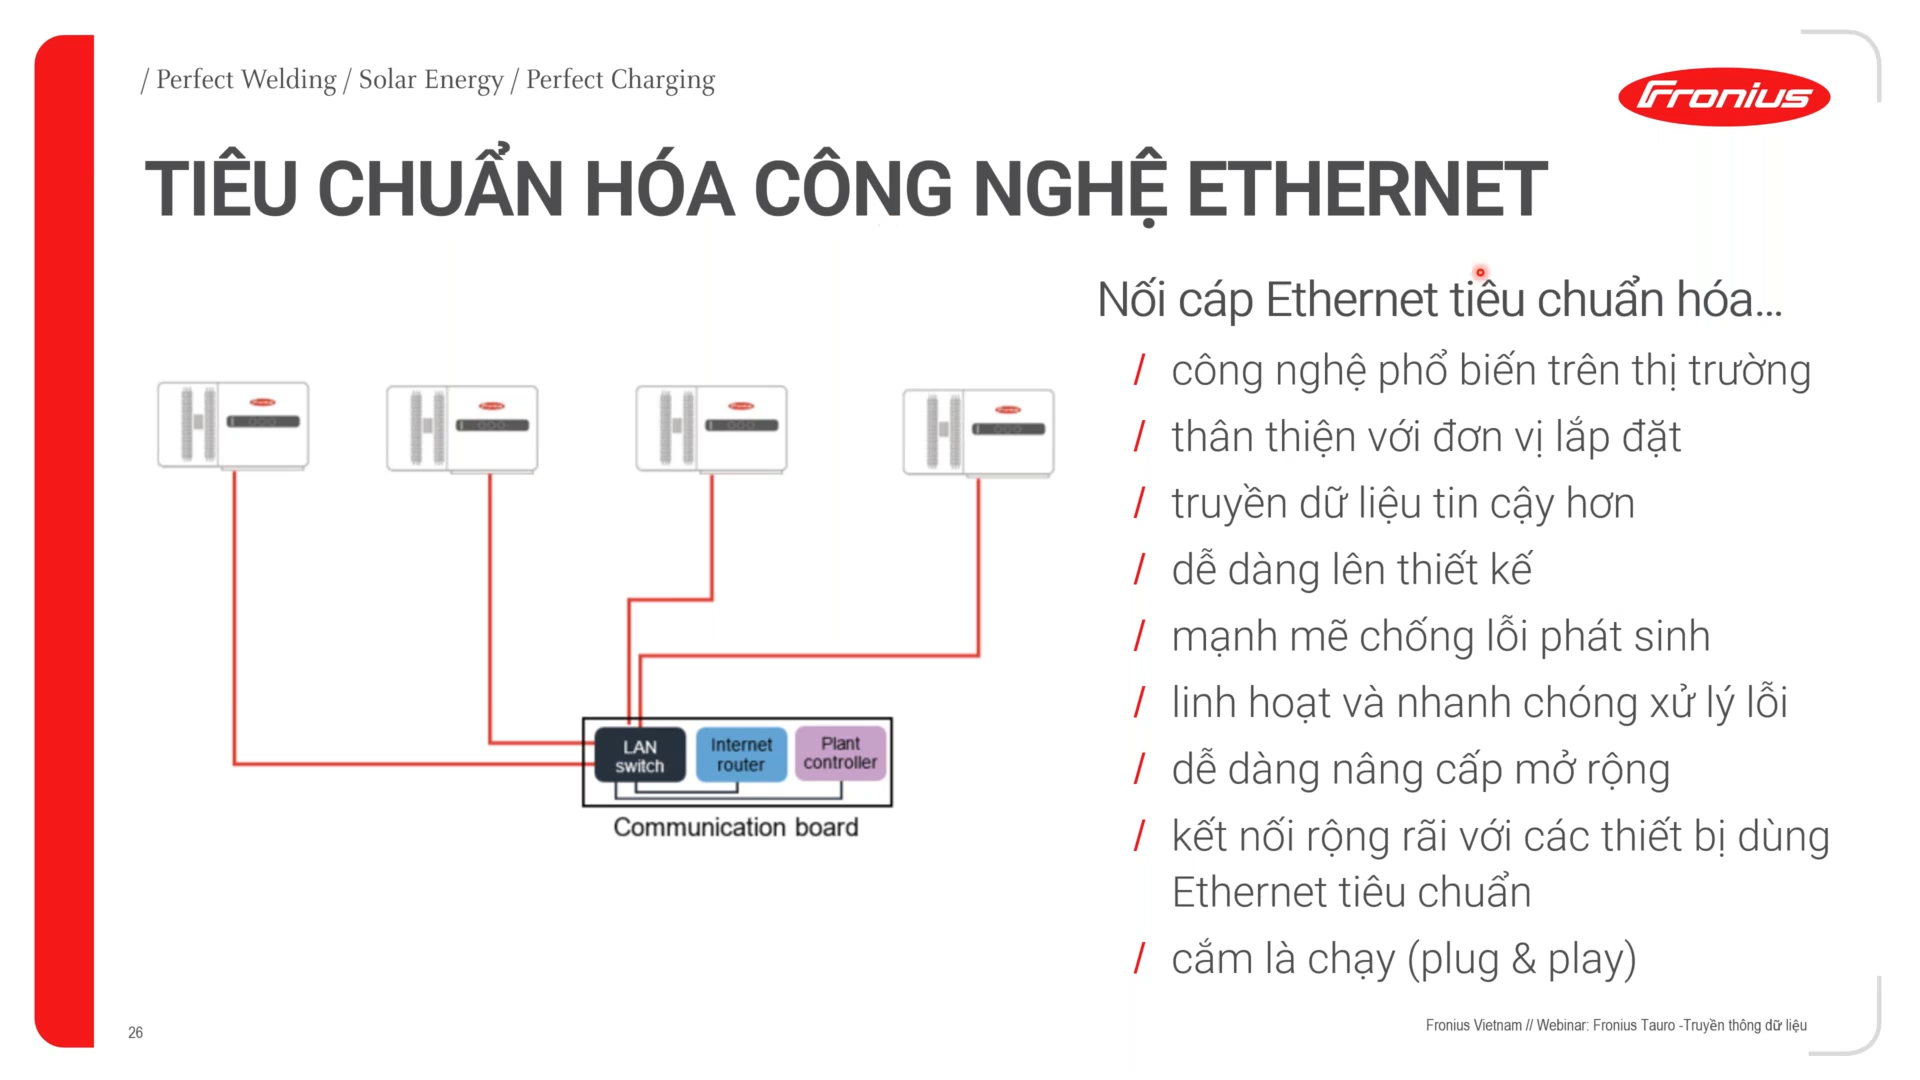 / Perfect Welding / Solar Energy / Perfect Charging
Fronius
TIÊU CHUẨN HÓA CÔNG NGHỆ ETHERNET
Nối cáp Ethernet tiêu chuẩn hóa...
/ công nghệ phổ biến trên thị trường
/ thân thiện với đơn vị lắp đặt
/ truyền dữ liệu tin cậy hơn
/ dễ dàng lên thiết kế
/ mạnh mẽ chống lỗi phát sinh
/ linh hoạt và nhanh chóng xử lý lỗi
/ dễ dàng nâng cấp mở rộng
/ kết nối rộng rãi với các thiết bị dùng
Ethernet tiêu chuẩn
/ cắm là chạy (plug & play)
Fronius
Fronius
Fronius
Fronius
LAN
switch
Internet
router
Plant
controller
Communication board
26
Fronius Vietnam // Webinar: Fronius Tauro -Truyền thông dữ liệu